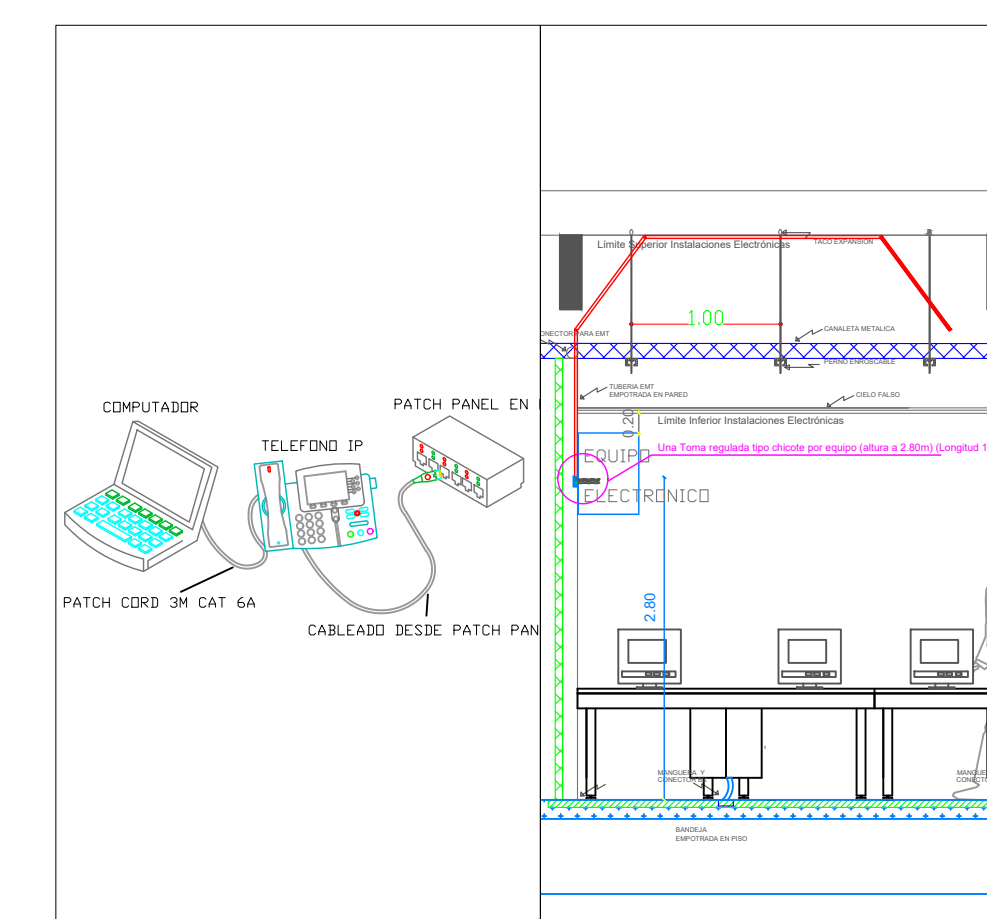 COMPUTADOR
TELEFONO IP
PATCH PANEL EN
PATCH CORD 3M CAT 6A
CABLEADO DESDE PATCH PAN
Límite Superior Instalaciones Electrónicas
TACO EXPANSION
1.00
ONECTOR PARA EMT
CANALETA METALICA
PERNO ENROSCABLE
TUBERIA EMT
EMPOTRADA EN PARED
CIELO FALSO
0.20
Límite Inferior Instalaciones Electrónicas
Una Toma regulada tipo chicote por equipo (altura a 2.80m) (Longitud 1
EQUIPO
ELECTRONICO
2.80
MANGUERA Y
CONECTOR
MANGUE
CONECTO
BANDEJA
EMPOTRADA EN PISO